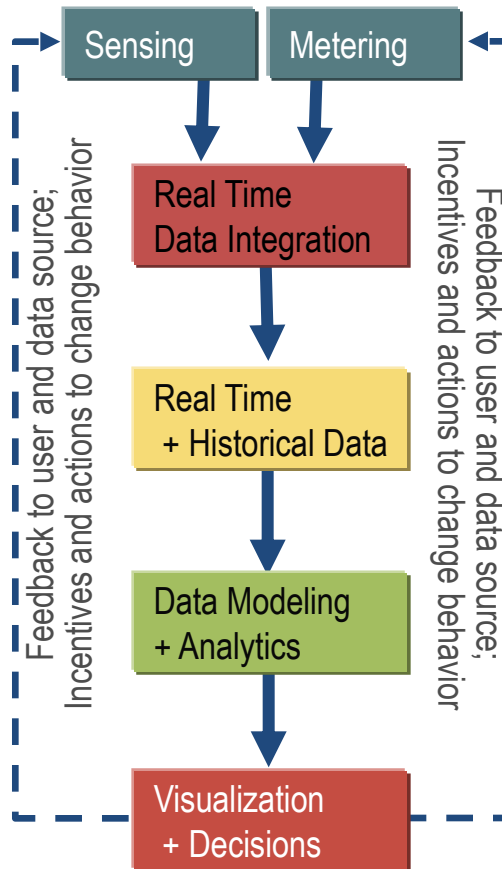 Sensing
Metering
Real Time
Data Integration
Real Time
+ Historical Data
Data Modeling
+ Analytics
Visualization
+ Decisions
Feedback to user and data source;
Incentives and actions to change behavior
Feedback to user and data source;
Incentives and actions to change behavior